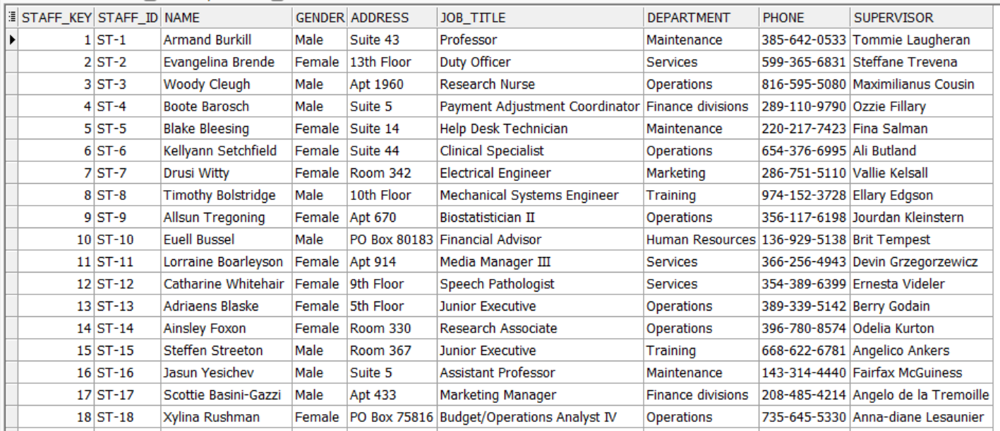 STAFF_KEY STAFF_ID NAME GENDER ADDRESS JOB_TITLE DEPARTMENT PHONE SUPERVISOR
1 ST-1 Armand Burkill Male Suite 43 Professor Maintenance 385-642-0533 Tommie Laugheran
2 ST-2 Evangelina Brende Female 13th Floor Duty Officer Services 599-365-6831 Steffane Trevena
3 ST-3 Woody Cleugh Male Apt 1960 Research Nurse Operations 816-595-5080 Maximilianus Cousin
4 ST-4 Boote Barosch Male Suite 5 Payment Adjustment Coordinator Finance divisions 289-110-9790 Ozzie Fillary
5 ST-5 Blake Bleesing Female Suite 14 Help Desk Technician Maintenance 220-217-7423 Fina Salman
6 ST-6 Kellyann Setchfield Female Suite 44 Clinical Specialist Operations 654-376-6995 Ali Butland
7 ST-7 Drusi Witty Female Room 342 Electrical Engineer Marketing 286-751-5110 Vallie Kelsall
8 ST-8 Timothy Bolstridge Male 10th Floor Mechanical Systems Engineer Training 974-152-3728 Ellary Edgson
9 ST-9 Allsun Tregoning Female Apt 670 Biostatistician II Operations 356-117-6198 Jourdan Kleinstern
10 ST-10 Euell Bussel Male PO Box 80183 Financial Advisor Human Resources 136-929-5138 Brit Tempest
11 ST-11 Lorraine Boarleyson Female Apt 914 Media Manager III Services 366-256-4943 Devin Grzegorzewicz
12 ST-12 Catharine Whitehair Female 9th Floor Speech Pathologist Services 354-389-6399 Ernesta Videler
13 ST-13 Adriaens Blaske Female 5th Floor Junior Executive Operations 389-339-5142 Berry Godain
14 ST-14 Ainsley Foxon Female Room 330 Research Associate Operations 396-780-8574 Odelia Kurton
15 ST-15 Steffen Streeton Male Room 367 Junior Executive Training 668-622-6781 Angelico Ankers
16 ST-16 Jasun Yesichev Male Suite 5 Assistant Professor Maintenance 143-314-4440 Fairfax McGuiness
17 ST-17 Scottie Basini-Gazzi Male Apt 433 Marketing Manager Finance divisions 208-485-4214 Angelo de la Tremoille
18 ST-18 Xylina Rushman Female PO Box 75816 Budget/Operations Analyst IV Operations 735-645-5330 Anna-diane Lesaunier